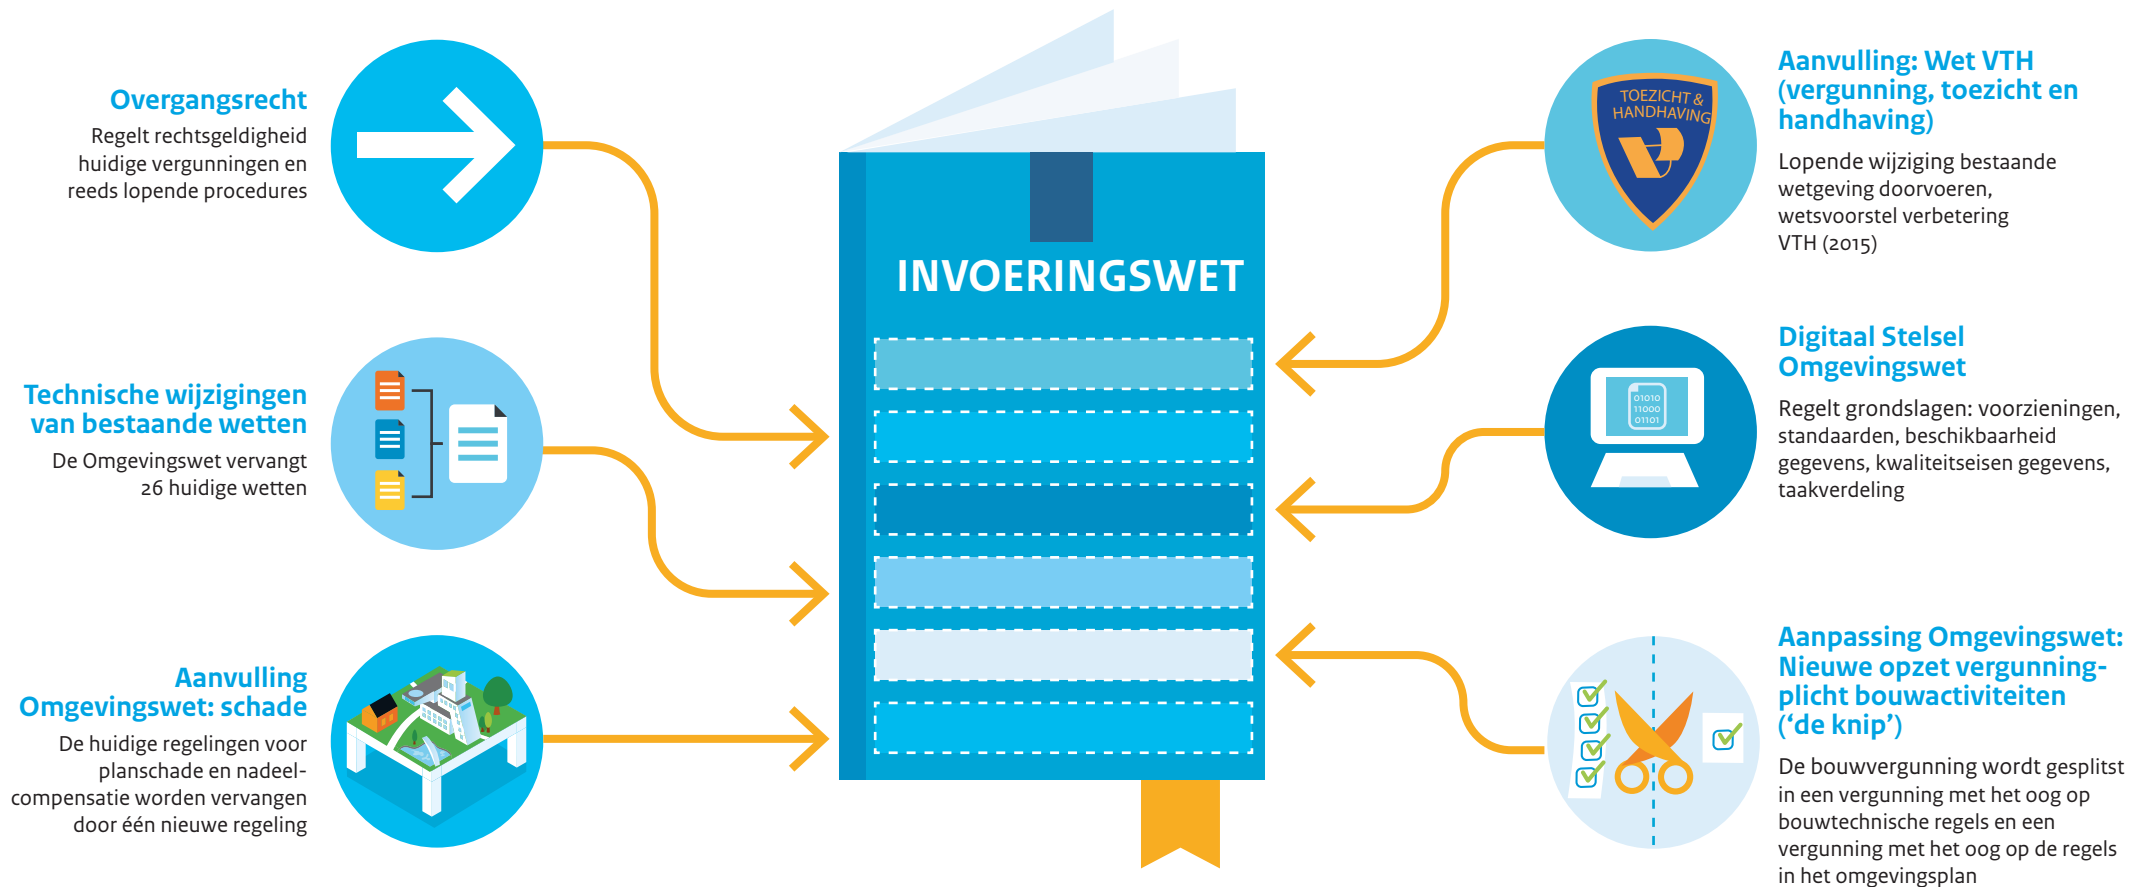 Overgangsrecht
Regelt rechtsgeldigheid
huidige vergunningen en
reeds lopende procedures
Technische wijzigingen
van bestaande wetten
De Omgevingswet vervangt
26 huidige wetten
Aanvulling
Omgevingswet: schade
De huidige regelingen voor
planschade en nadeel-
compensatie worden vervangen
door één nieuwe regeling
INVOERINGSWET
TOEZICHT &
HANDHAVING
Aanvulling: Wet VTH
(vergunning, toezicht en
handhaving)
Lopende wijziging bestaande
wetgeving doorvoeren,
wetsvoorstel verbetering
VTH (2015)
01010
11000
01101
Digitaal Stelsel
Omgevingswet
Regelt grondslagen: voorzieningen,
standaarden, beschikbaarheid
gegevens, kwaliteitseisen gegevens,
taakverdeling
Aanpassing Omgevingswet:
Nieuwe opzet vergunning-
plicht bouwactiviteiten
(‘de knip’)
De bouwvergunning wordt gesplitst
in een vergunning met het oog op
bouwtechnische regels en een
vergunning met het oog op de regels
in het omgevingsplan